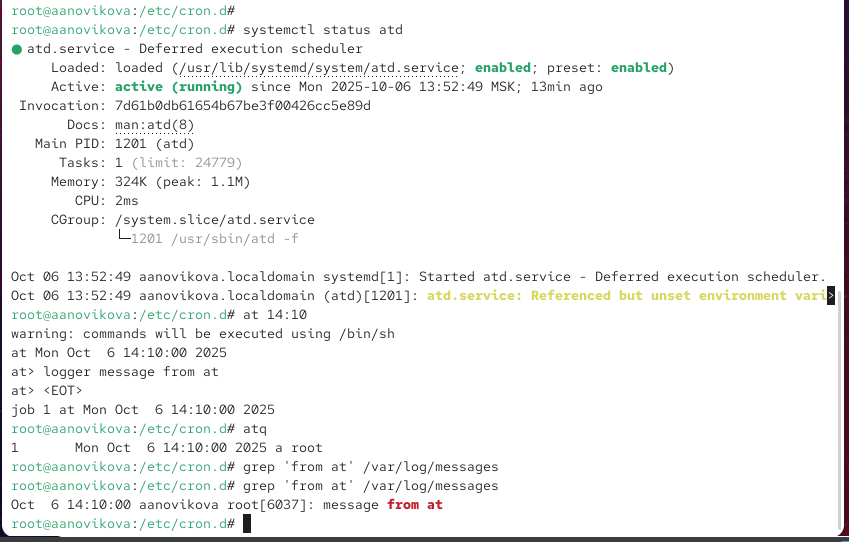 root@aanovikova:/etc/cron.d#
root@aanovikova:/etc/cron.d# systemctl status atd
● atd.service - Deferred execution scheduler
     Loaded: loaded (/usr/lib/systemd/system/atd.service; enabled; preset: enabled)
     Active: active (running) since Mon 2025-10-06 13:52:49 MSK; 13min ago
 Invocation: 7d61b0db61654b67be3f00426cc5e89d
       Docs: man:atd(8)
   Main PID: 1201 (atd)
      Tasks: 1 (limit: 24779)
     Memory: 324K (peak: 1.1M)
        CPU: 2ms
     CGroup: /system.slice/atd.service
             └─1201 /usr/sbin/atd -f
Oct 06 13:52:49 aanovikova.localdomain systemd[1]: Started atd.service - Deferred execution scheduler.
Oct 06 13:52:49 aanovikova.localdomain (atd)[1201]: atd.service: Referenced but unset environment vari>
root@aanovikova:/etc/cron.d# at 14:10
warning: commands will be executed using /bin/sh
at Mon Oct  6 14:10:00 2025
at> logger message from at
at> <EOT>
job 1 at Mon Oct  6 14:10:00 2025
root@aanovikova:/etc/cron.d# atq
1       Mon Oct  6 14:10:00 2025 a root
root@aanovikova:/etc/cron.d# grep 'from at' /var/log/messages
root@aanovikova:/etc/cron.d# grep 'from at' /var/log/messages
Oct  6 14:10:00 aanovikova root[6037]: message from at
root@aanovikova:/etc/cron.d#